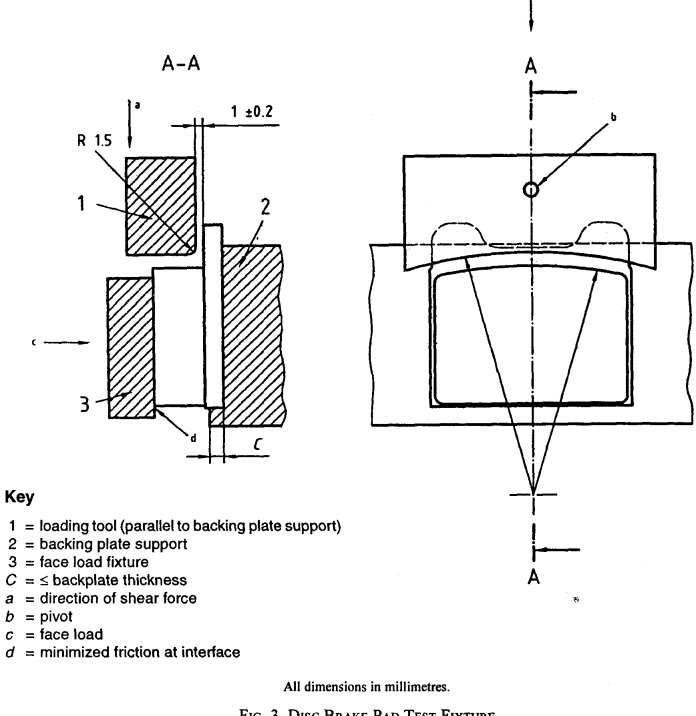 A-A
A
a
1 ±0.2
b
R 1.5
1
2
c
3
d
C
A
Key
1 = loading tool (parallel to backing plate support)
2 = backing plate support
3 = face load fixture
C = ≤ backplate thickness
a = direction of shear force
b = pivot
c = face load
d = minimized friction at interface
All dimensions in millimetres.
FIG. 3 DISC BRAKE PAD TEST FIXTURE